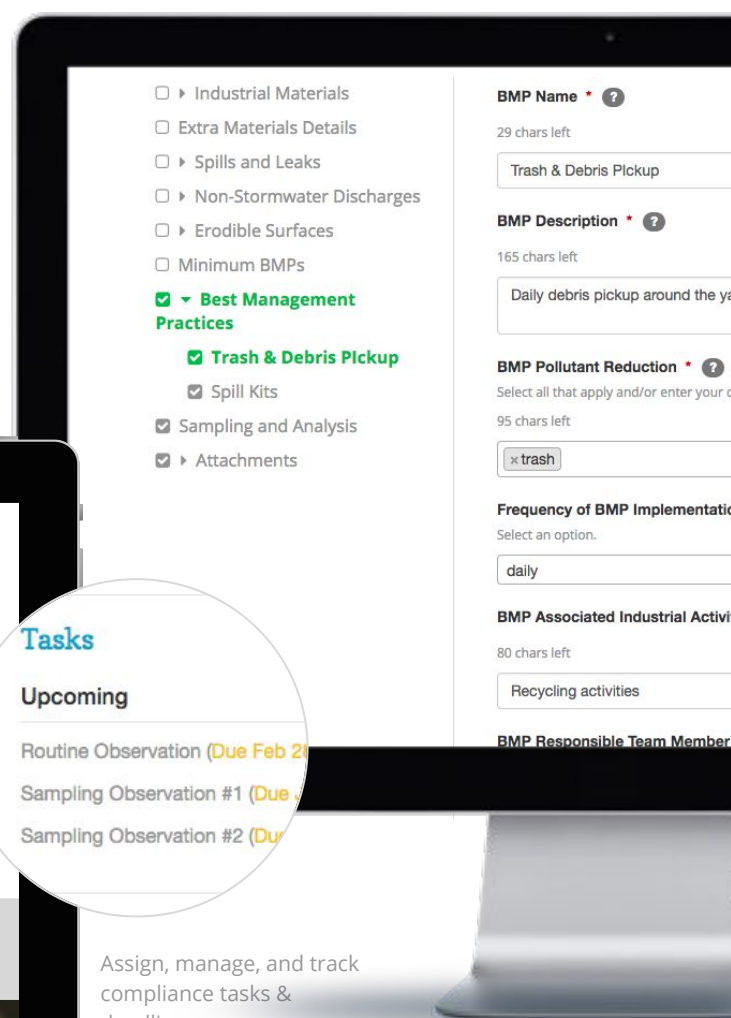 Industrial Materials
Extra Materials Details
Spills and Leaks
Non-Stormwater Discharges
Erodible Surfaces
Minimum BMPs
Best Management
Practices
Trash & Debris PIckup
Spill Kits
Sampling and Analysis
Attachments
BMP Name * ?
29 chars left
Trash & Debris PIckup
BMP Description * ?
165 chars left
Daily debris pickup around the
BMP Pollutant Reduction * ?
Select all that apply and/or enter your
95 chars left
×trash
Frequency of BMP
Select an option.
daily
BMP Associated Industrial
80 chars left
Recycling activities
BMP Responsible Team Member
Tasks
Upcoming
Routine Observation (Due Feb
Sampling Observation #1 (Due
Sampling Observation #2 (
Assign, manage, and track
compliance tasks &